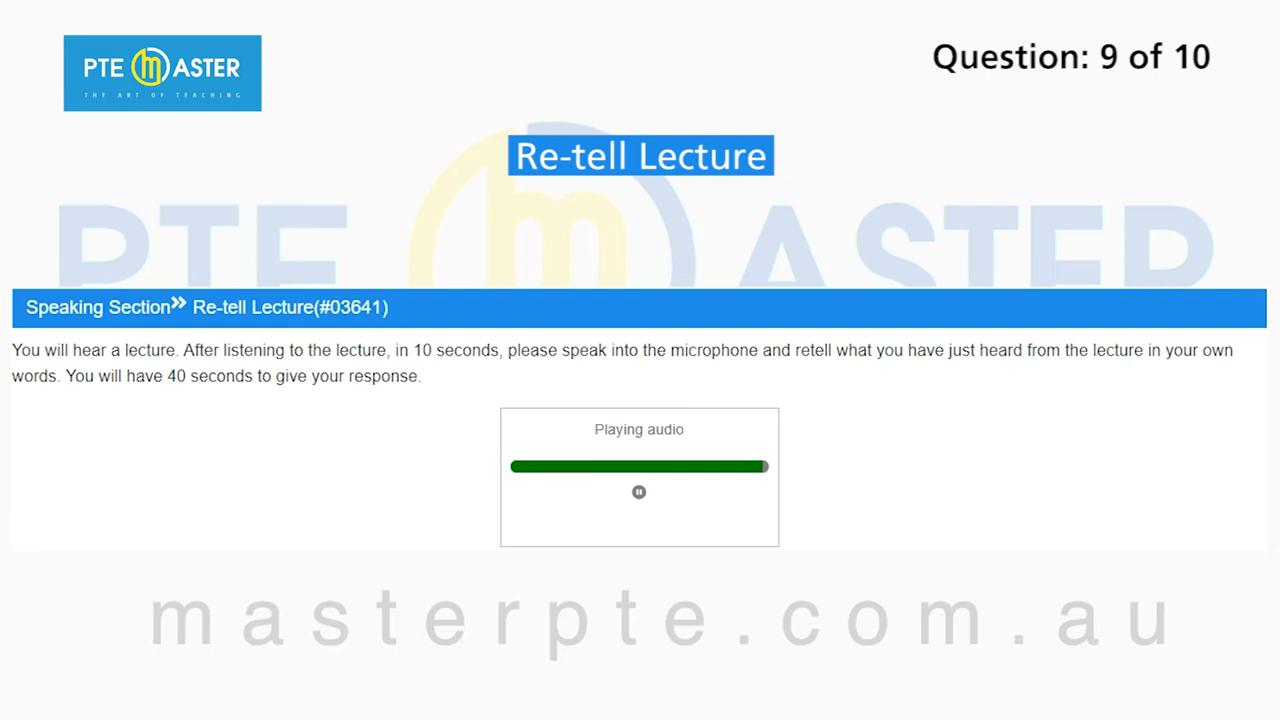 PTE MASTER
THE ART OF TEACHING
Question: 9 of 10
Re-tell Lecture
PTE MASTER
Speaking Section» Re-tell Lecture(#03641)
You will hear a lecture. After listening to the lecture, in 10 seconds, please speak into the microphone and retell what you have just heard from the lecture in your own
words. You will have 40 seconds to give your response.
Playing audio
masterpte.com.au